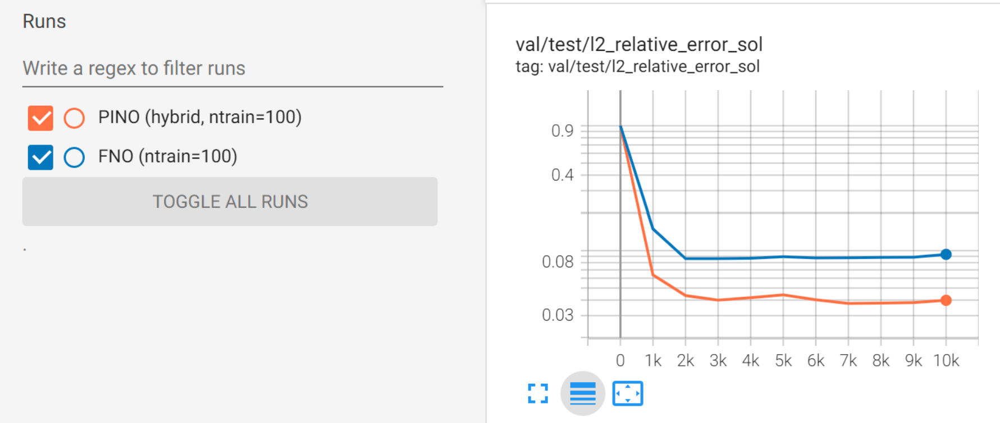 Runs
Write a regex to filter runs
PINO (hybrid, ntrain=100)
FNO (ntrain=100)
TOGGLE ALL RUNS
.
val/test/l2_relative_error_sol
tag: val/test/l2_relative_error_sol
0.9
0.4
0.08
0.03
0 1k 2k 3k 4k 5k 6k 7k 8k 9k 10k